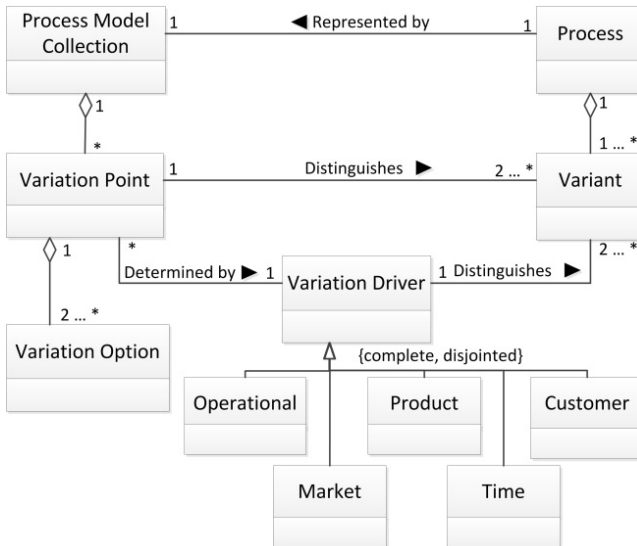 Process Model
Collection
1
◄ Represented by
1
Process
1
1
*
1 ... *
Variation Point
1
Distinguishes ►
2 ... *
Variant
1
*
2 ... *
Determined by ►
1
Variation Driver
1
Distinguishes ►
2 ... *
Variation Option
{complete, disjointed}
Operational
Product
Customer
Market
Time